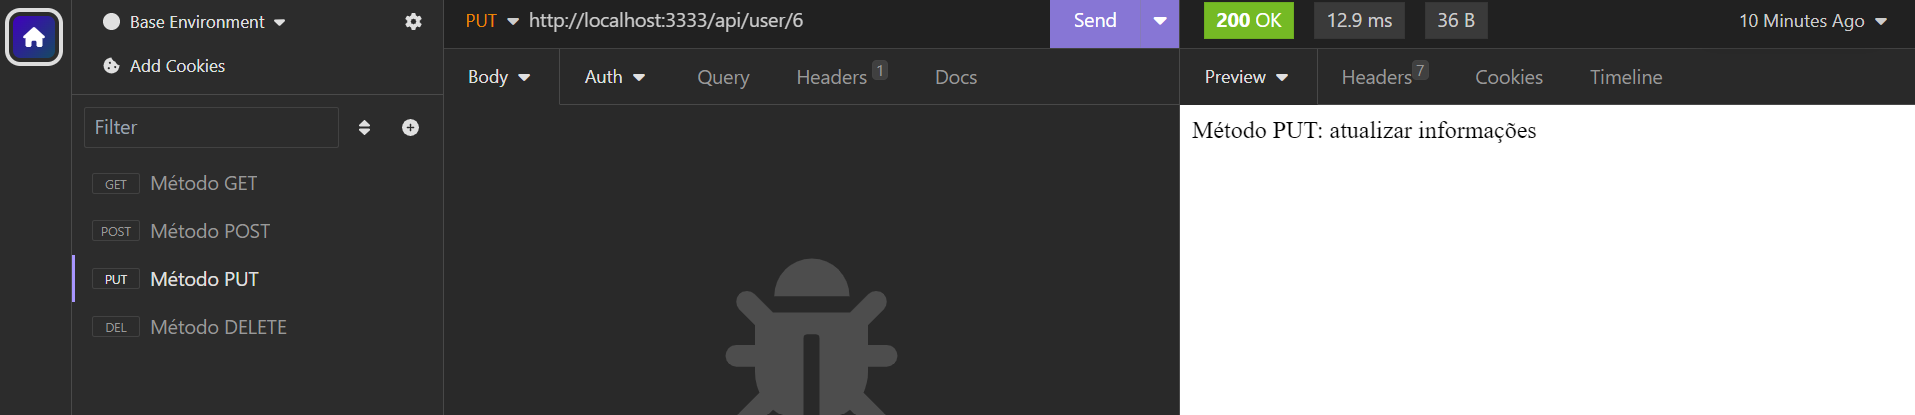 Base Environment
Add Cookies
Filter
GET Método GET
POST Método POST
PUT Método PUT
DEL Método DELETE
PUT http://localhost:3333/api/user/6 Send
Body Auth Query Headers 1 Docs
200 OK 12.9 ms 36 B 10 Minutes Ago
Preview Headers 7 Cookies Timeline
Método PUT: atualizar informações